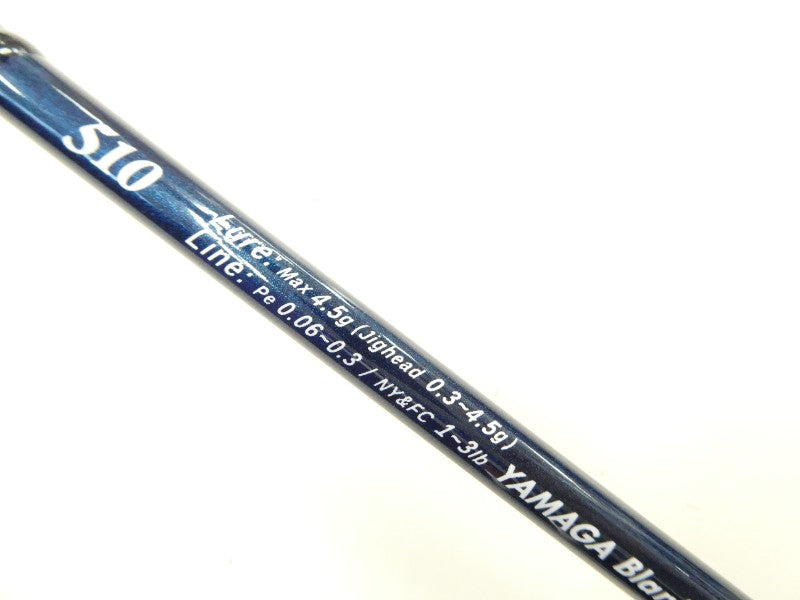 510
Lure: Max 4.5g (Jighead 0.3~4.5g)
Line: Pe 0.06~0.3 / NY&FC 1~3lb
YAMAGA